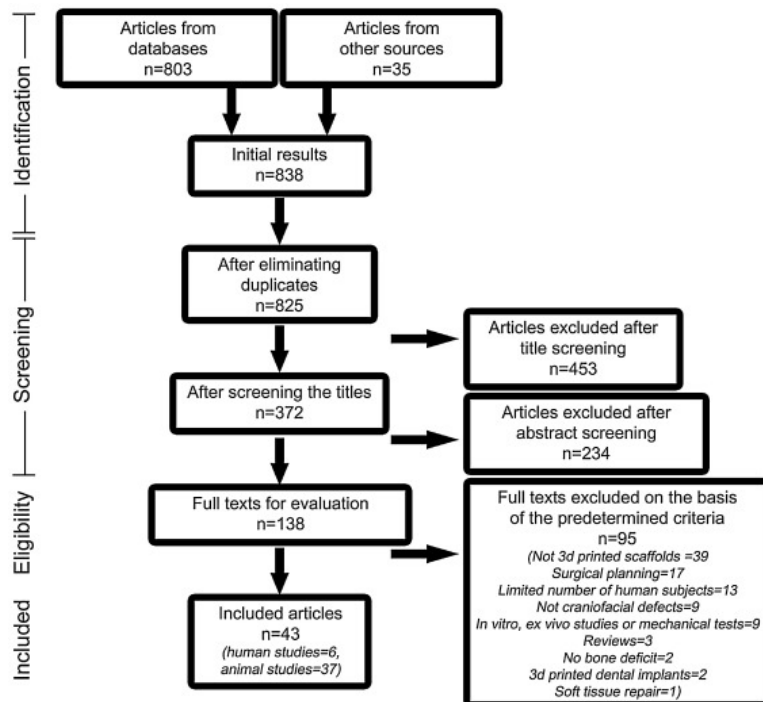 Identification
Articles from
databases
n=803
Articles from
other sources
n=35
Initial results
n=838
Screening
After eliminating
duplicates
n=825
Articles excluded after
title screening
n=453
After screening the titles
n=372
Articles excluded after
abstract screening
n=234
Eligibility
Full texts for evaluation
n=138
Full texts excluded on the basis
of the predetermined criteria
n=95
(Not 3d printed scaffolds =39
Surgical planning=17
Limited number of human subjects=13
Not craniofacial defects=9
In vitro, ex vivo studies or mechanical tests=9
Reviews=3
No bone deficit=2
3d printed dental implants=2
Soft tissue repair=1)
Included
Included articles
n=43
(human studies=6,
animal studies=37)